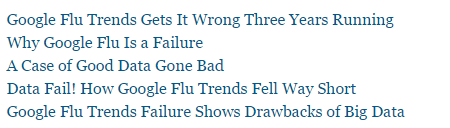 Google Flu Trends Gets It Wrong Three Years Running
Why Google Flu Is a Failure
A Case of Good Data Gone Bad
Data Fail! How Google Flu Trends Fell Way Short
Google Flu Trends Failure Shows Drawbacks of Big Data